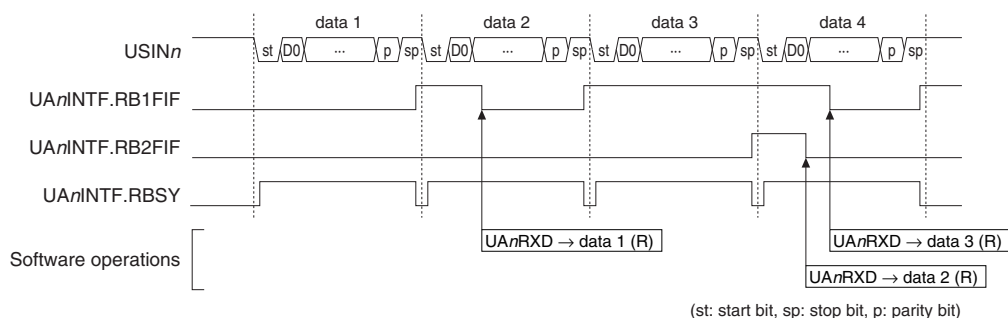 data 1 data 2 data 3 data 4
USINn st D0 ... p sp st D0 ... p sp st D0 ... p sp st D0 ... p sp
UAnINTF.RB1FIF
UAnINTF.RB2FIF
UAnINTF.RBSY
UAnRXD → data 1 (R) UAnRXD → data 3 (R)
Software operations
UAnRXD → data 2 (R)
(st: start bit, sp: stop bit, p: parity bit)